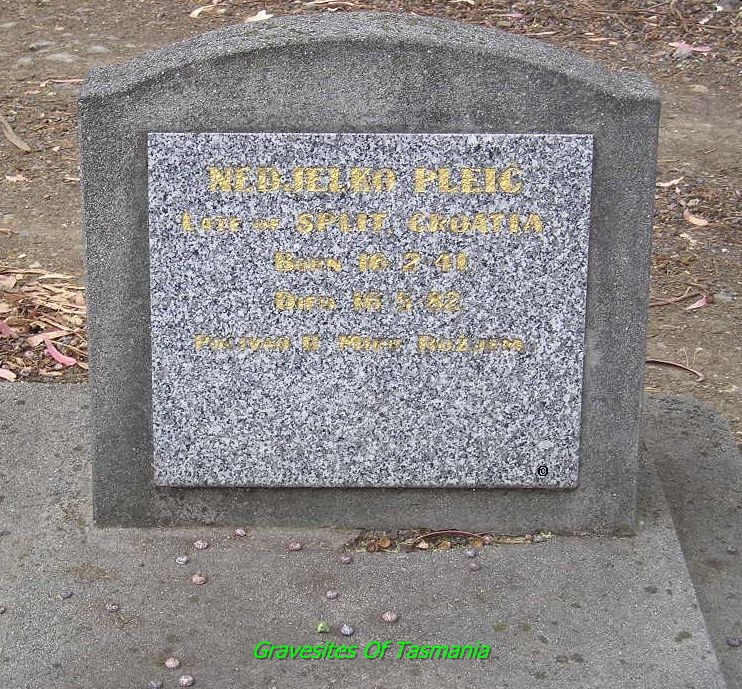 NEDJELKO PLEIĆ
LATE OF SPLIT, CROATIA
BORN 16·2·41
DIED 16·5·82
POČIVAO U MIRU BOŽJEM
Gravesites Of Tasmania